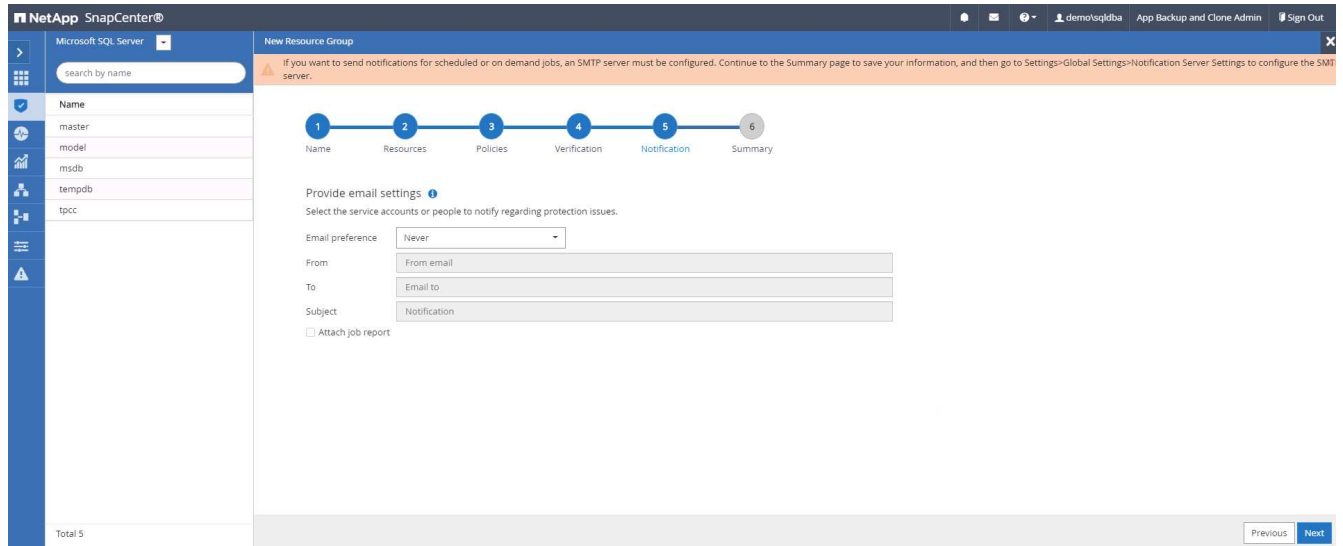 NetApp SnapCenter®
demo\sqldba App Backup and Clone Admin Sign Out
Microsoft SQL Server
search by name
Name
master
model
msdb
tempdb
tpcc
Total 5
New Resource Group
If you want to send notifications for scheduled or on demand jobs, an SMTP server must be configured. Continue to the Summary page to save your information, and then go to Settings>Global Settings>Notification Server Settings to configure the
server.
1 2 3 4 5 6
Name Resources Policies Verification Notification Summary
Provide email settings
Select the service accounts or people to notify regarding protection issues.
Email preference Never
From From email
To Email to
Subject Notification
Attach job report
Previous Next